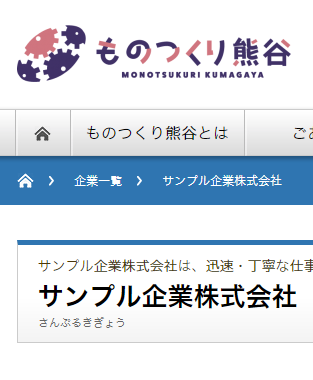 ものつくり熊谷
MONOTSUKURI KUMAGAYA
ものつくり熊谷とは
ごあ
企業一覧
サンプル企業株式会社
サンプル企業株式会社は、迅速・丁寧な仕事
サンプル企業株式会社
さんぷるきぎょう